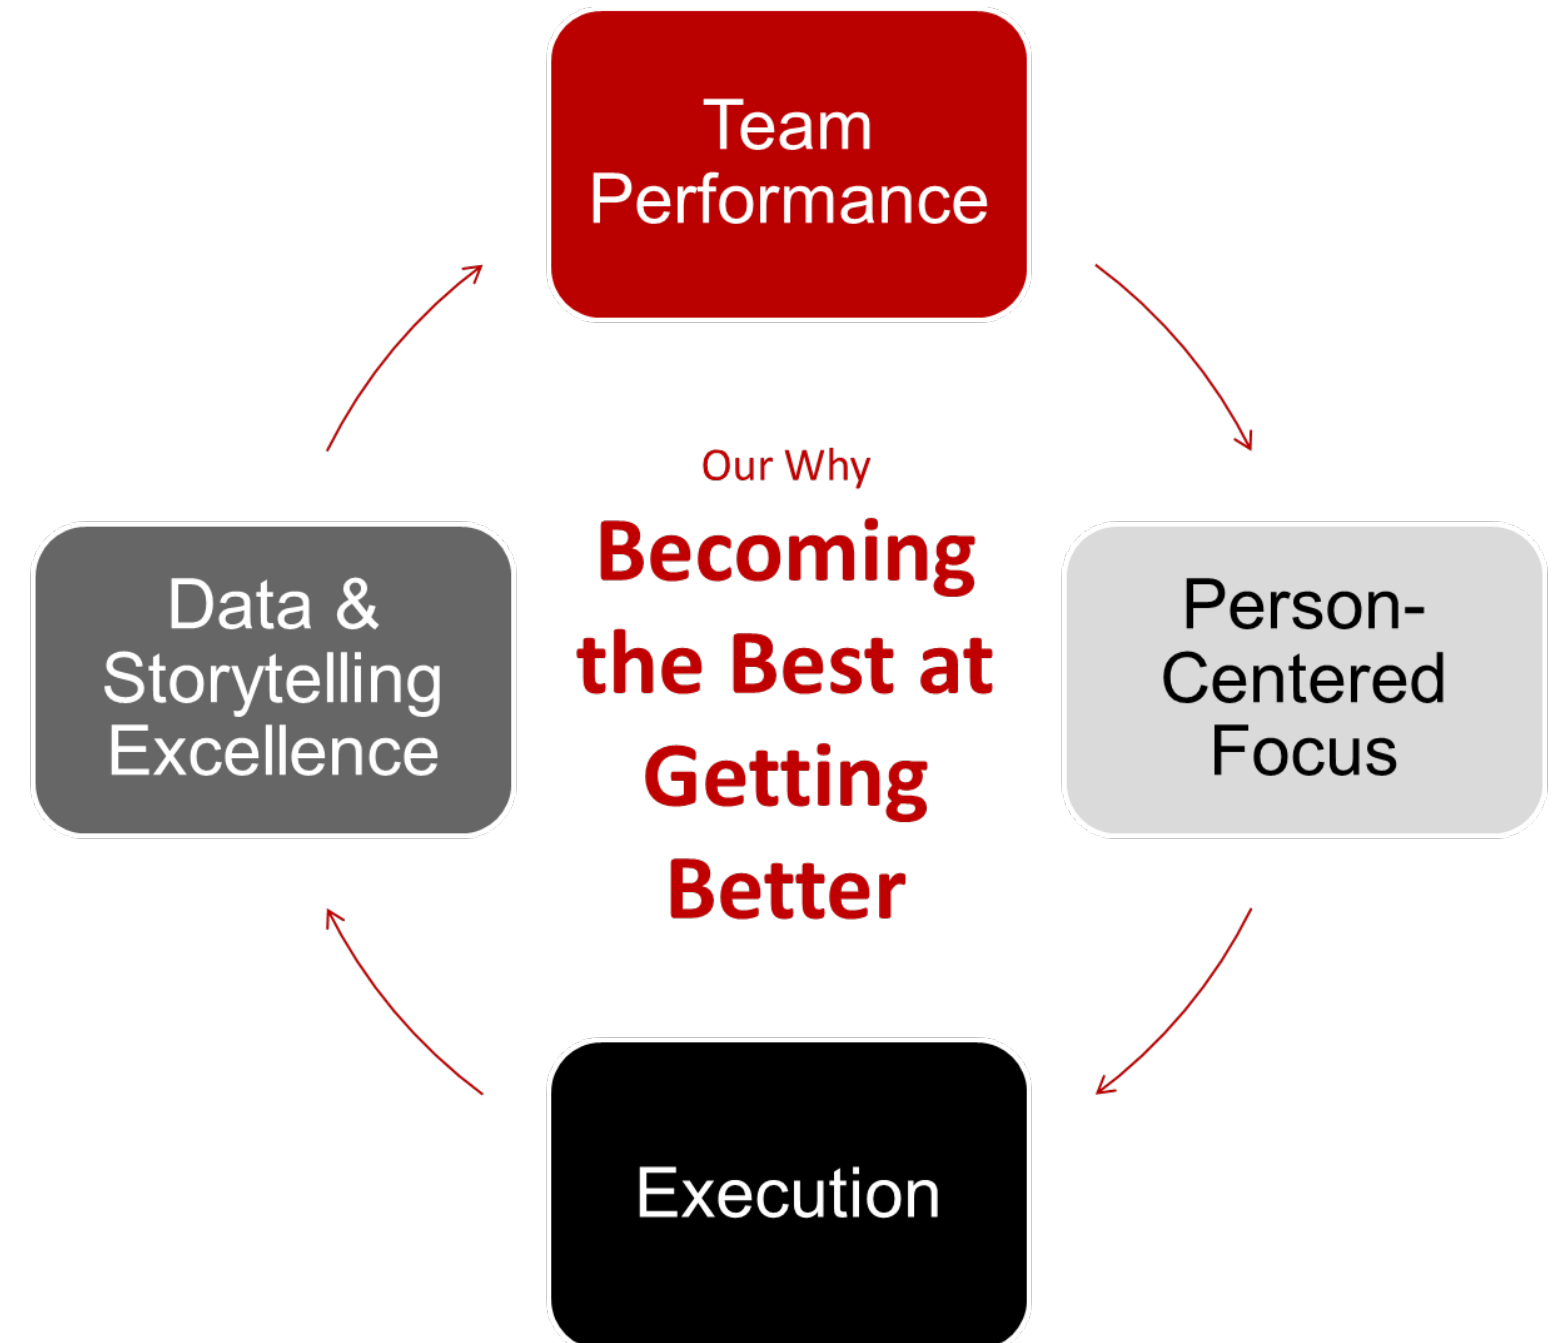 Team
Performance
Our Why
Becoming
the Best at
Getting
Better
Data &
Storytelling
Excellence
Person-
Centered
Focus
Execution